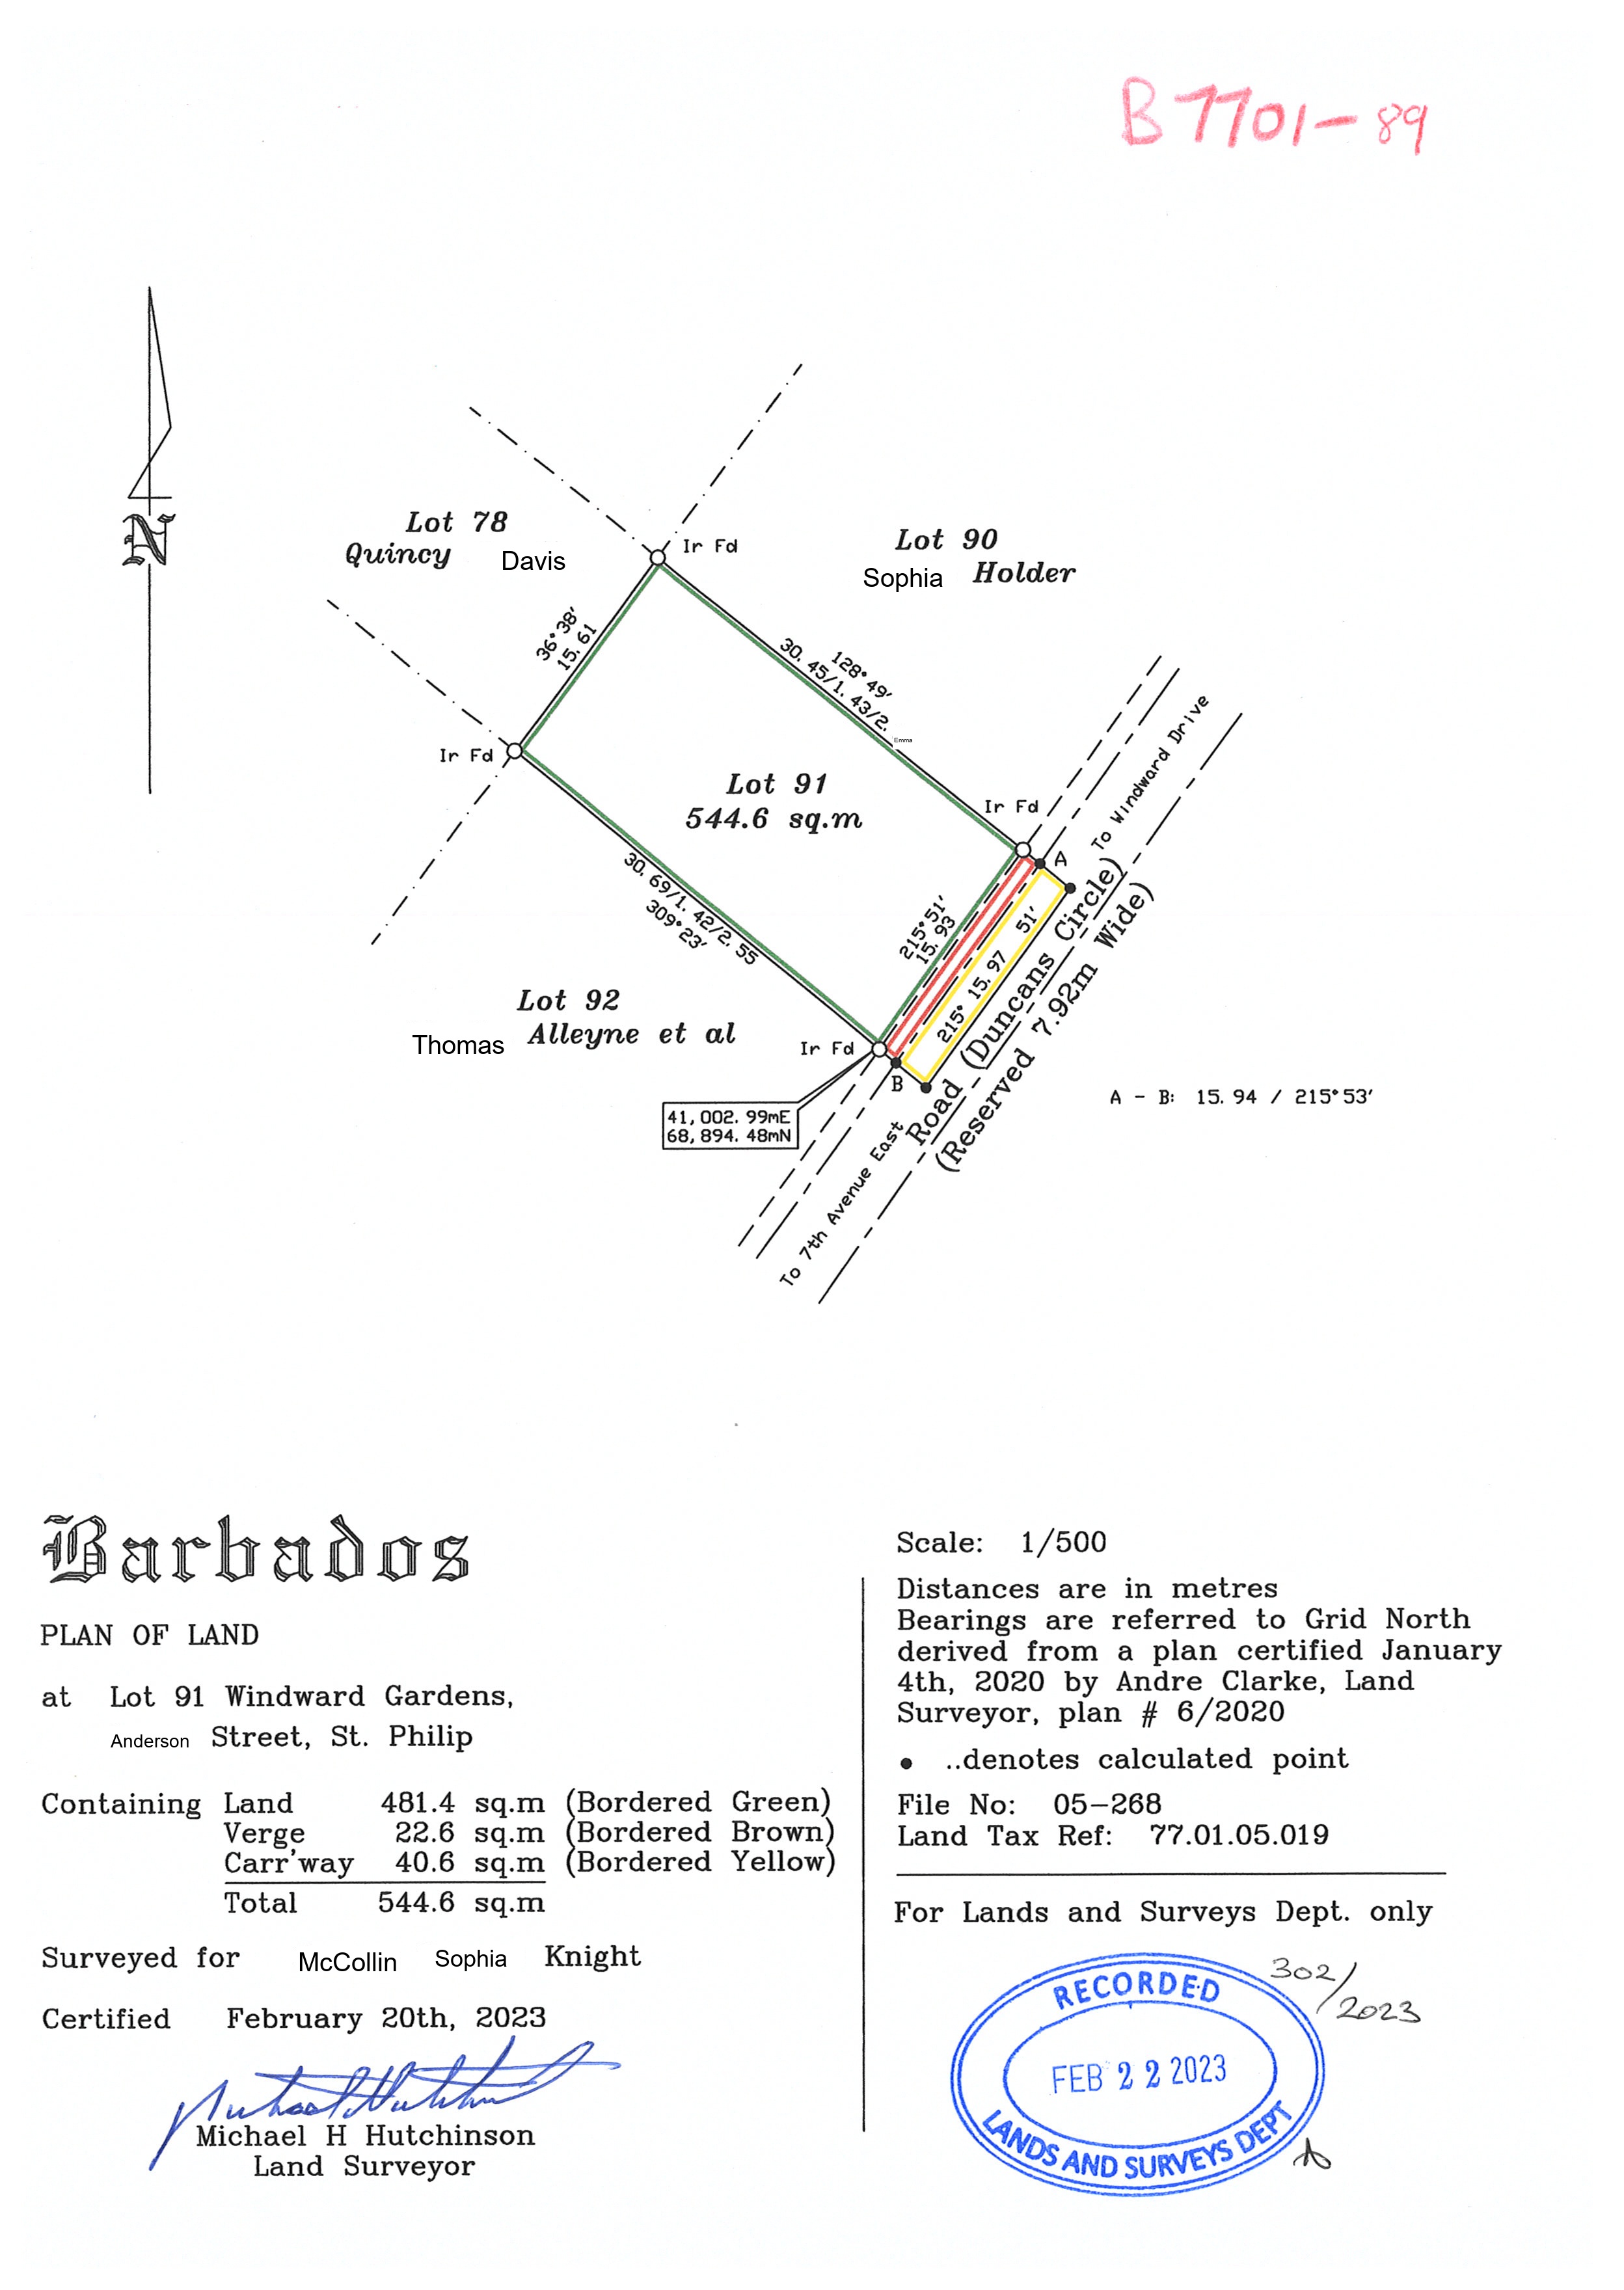 B7701-89
N
Lot 78
Quincy Davis
Ir Fd
Lot 90
Sophia Holder
36°38'
15.61
128°49'
30.45/1.43/2.
Emma
Ir Fd
Lot 91
544.6 sq.m
Ir Fd
A
To Windward Drive
30.69/1.42/2.55
309°23'
215°51'
15.93
215° 15.97 51'
Road (Duncans Circle)
(Reserved 7.92m Wide)
Lot 92
Thomas Alleyne et al
Ir Fd
B
41,002.99mE
68,894.48mN
A - B: 15.94 / 215°53'
To 7th Avenue East
Barbados
PLAN OF LAND
at Lot 91 Windward Gardens,
Anderson Street, St. Philip
Containing Land 481.4 sq.m (Bordered Green)
Verge 22.6 sq.m (Bordered Brown)
Carr'way 40.6 sq.m (Bordered Yellow)
Total 544.6 sq.m
Surveyed for McCollin Sophia Knight
Certified February 20th, 2023
Michael H Hutchinson
Land Surveyor
Scale: 1/500
Distances are in metres
Bearings are referred to Grid North
derived from a plan certified January
4th, 2020 by Andre Clarke, Land
Surveyor, plan # 6/2020
● ..denotes calculated point
File No: 05-268
Land Tax Ref: 77.01.05.019
For Lands and Surveys Dept. only
302/2023
RECORDED
FEB 22 2023
LANDS AND SURVEYS DEPT